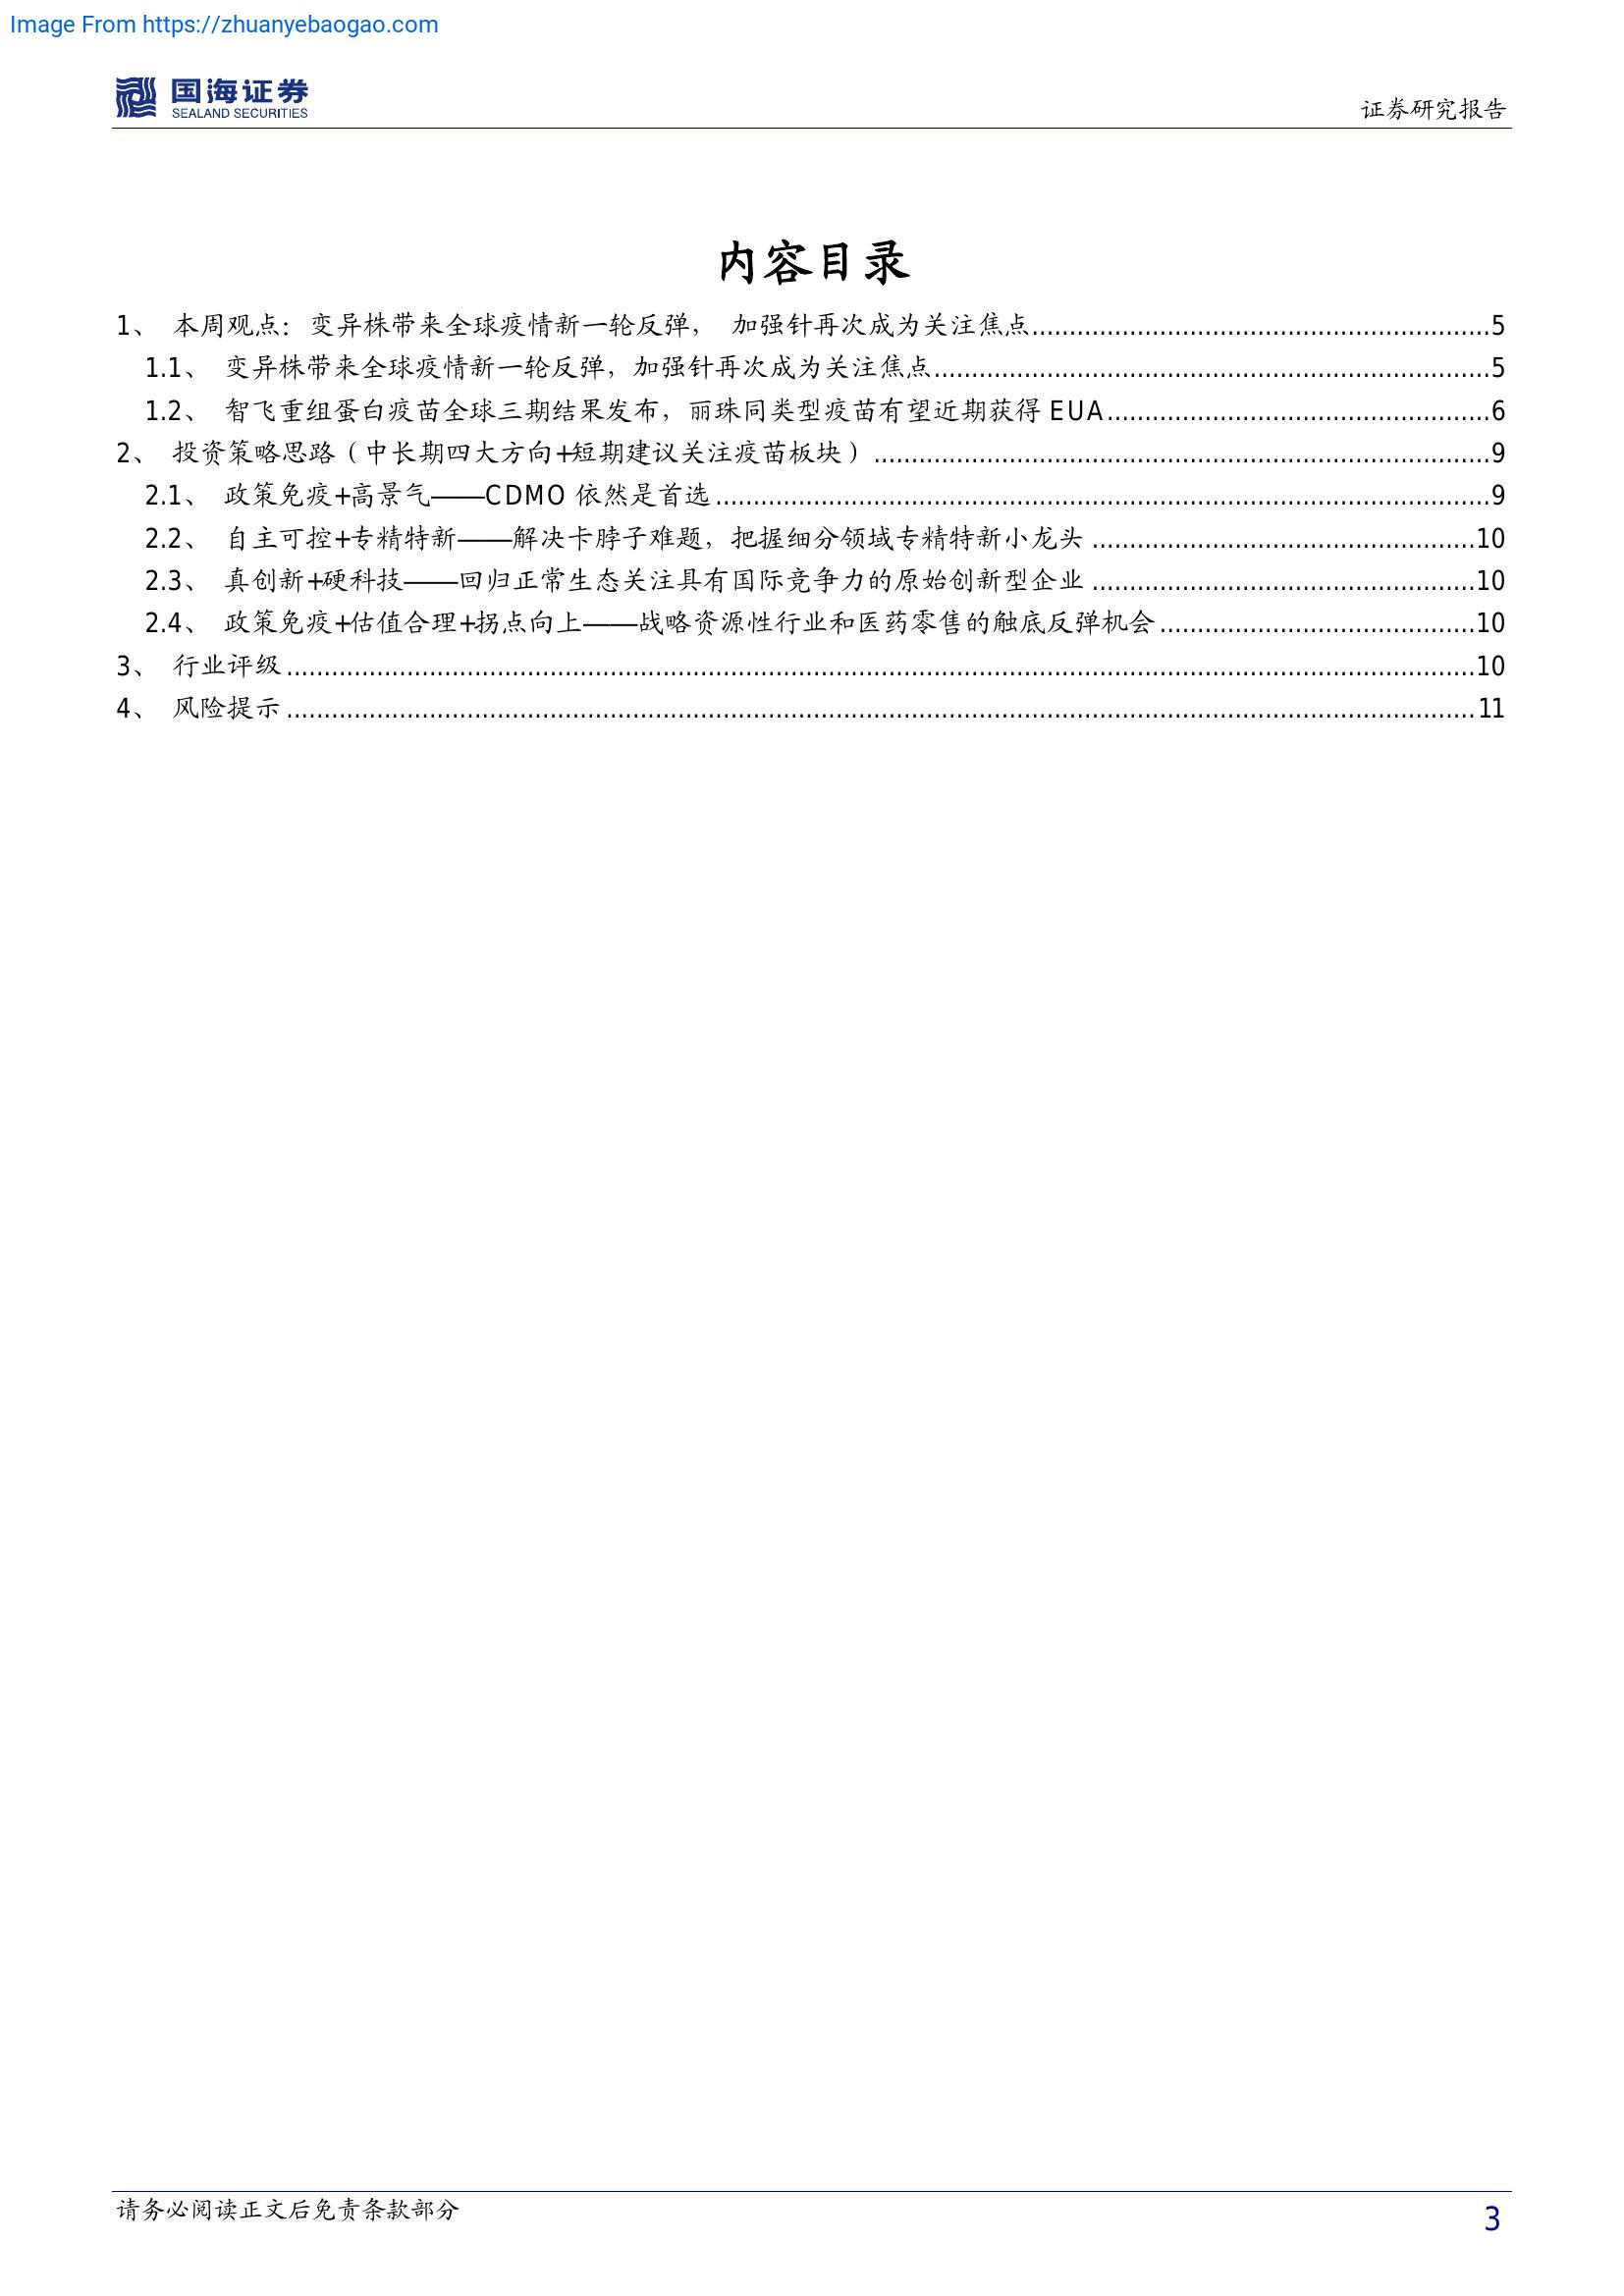 Image From https://zhuanyebaogao.com
国海证券
SEALAND SECURITIES
证券研究报告
内容目录
1、 本周观点：变异株带来全球疫情新一轮反弹， 加强针再次成为关注焦点.............................................................5
1.1、 变异株带来全球疫情新一轮反弹，加强针再次成为关注焦点..........................................................................5
1.2、 智飞重组蛋白疫苗全球三期结果发布，丽珠同类型疫苗有望近期获得 EUA...................................................6
2、 投资策略思路（中长期四大方向+短期建议关注疫苗板块）..................................................................................9
2.1、 政策免疫+高景气——CDMO 依然是首选.......................................................................................................9
2.2、 自主可控+专精特新——解决卡脖子难题，把握细分领域专精特新小龙头...................................................10
2.3、 真创新+硬科技——回归正常生态关注具有国际竞争力的原始创新型企业...................................................10
2.4、 政策免疫+估值合理+拐点向上——战略资源性行业和医药零售的触底反弹机会..........................................10
3、 行业评级..............................................................................................................................................................10
4、 风险提示..............................................................................................................................................................11
请务必阅读正文后免责条款部分
3